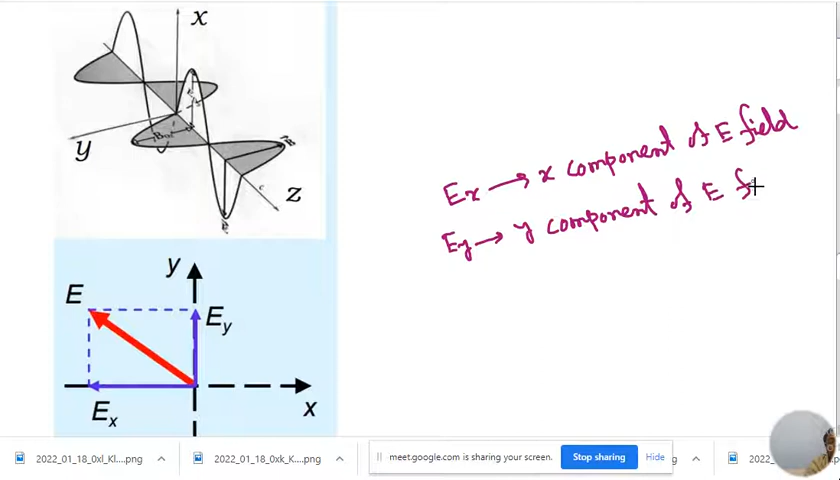 x
y
z
Ex → x component of E field
Ey → y component of E f
y
E
Ey
Ex
x
2022_01_18_0xl_Kl....png
2022_01_18_0xk_K....png
meet.google.com is sharing your screen.
Stop sharing
Hide
g